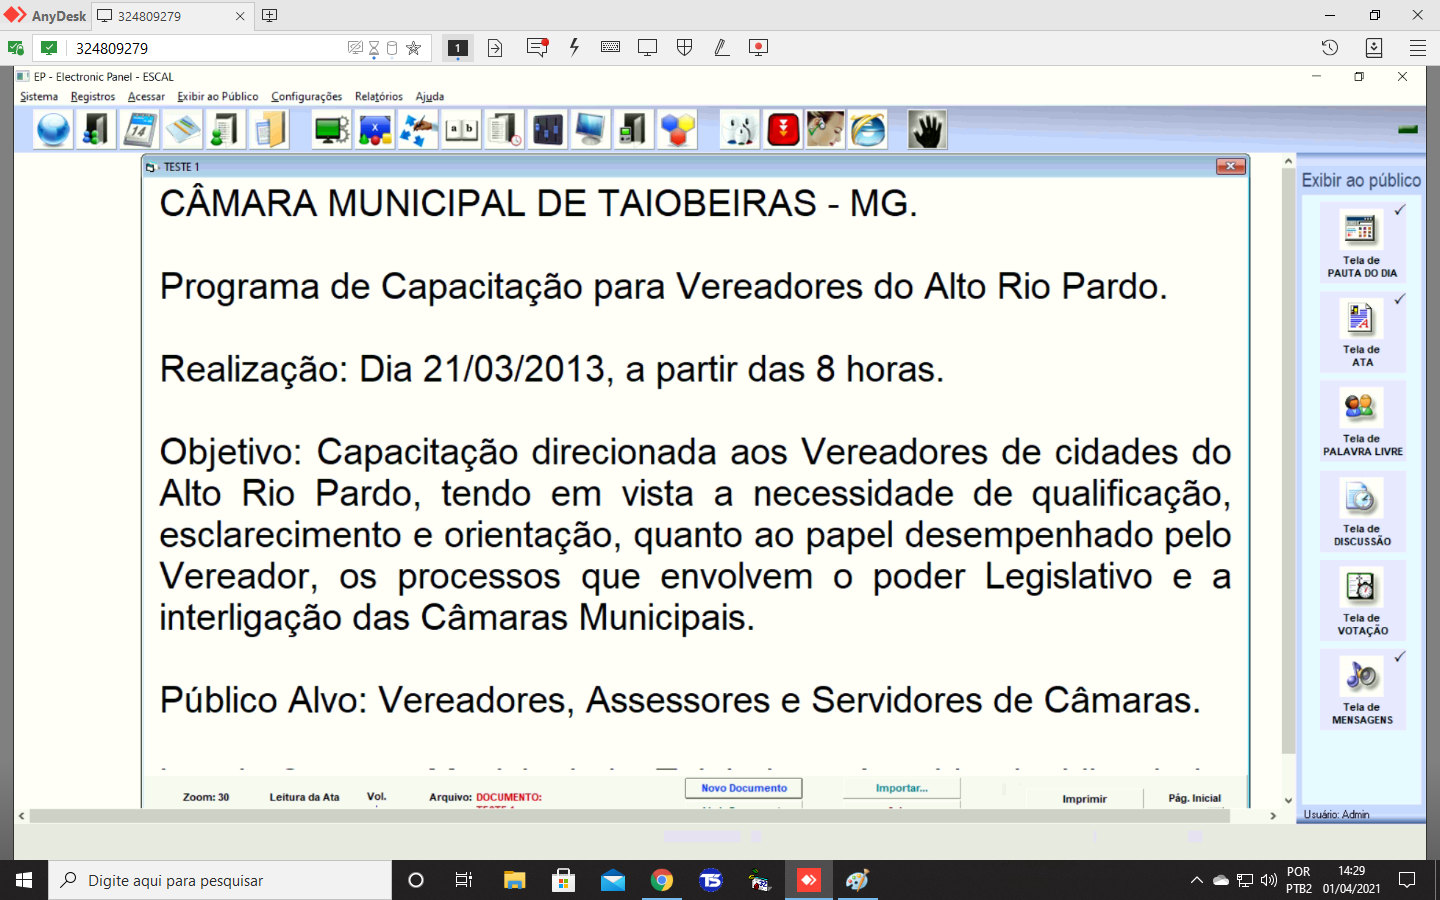 AnyDesk
324809279
324809279
1
EP - Electronic Panel - ESCAL
Sistema Registros Acessar Exibir ao Público Configurações Relatórios Ajuda
14
X
a b
TESTE 1
CÂMARA MUNICIPAL DE TAIOBEIRAS - MG.
Programa de Capacitação para Vereadores do Alto Rio Pardo.
Realização: Dia 21/03/2013, a partir das 8 horas.
Objetivo: Capacitação direcionada aos Vereadores de cidades do
Alto Rio Pardo, tendo em vista a necessidade de qualificação,
esclarecimento e orientação, quanto ao papel desempenhado pelo
Vereador, os processos que envolvem o poder Legislativo e a
interligação das Câmaras Municipais.
Público Alvo: Vereadores, Assessores e Servidores de Câmaras.
Zoom: 30 Leitura da Ata Vol. Arquivo: DOCUMENTO:
TESTE 1
Novo Documento
Importar...
Imprimir
Pág. Inicial
Exibir ao público
Tela de
PAUTA DO DIA
Tela de
ATA
Tela de
PALAVRA LIVRE
Tela de
DISCUSSÃO
Tela de
VOTAÇÃO
Tela de
MENSAGENS
Usuário: Admin
Digite aqui para pesquisar
TS
POR
PTB2
14:29
01/04/2021